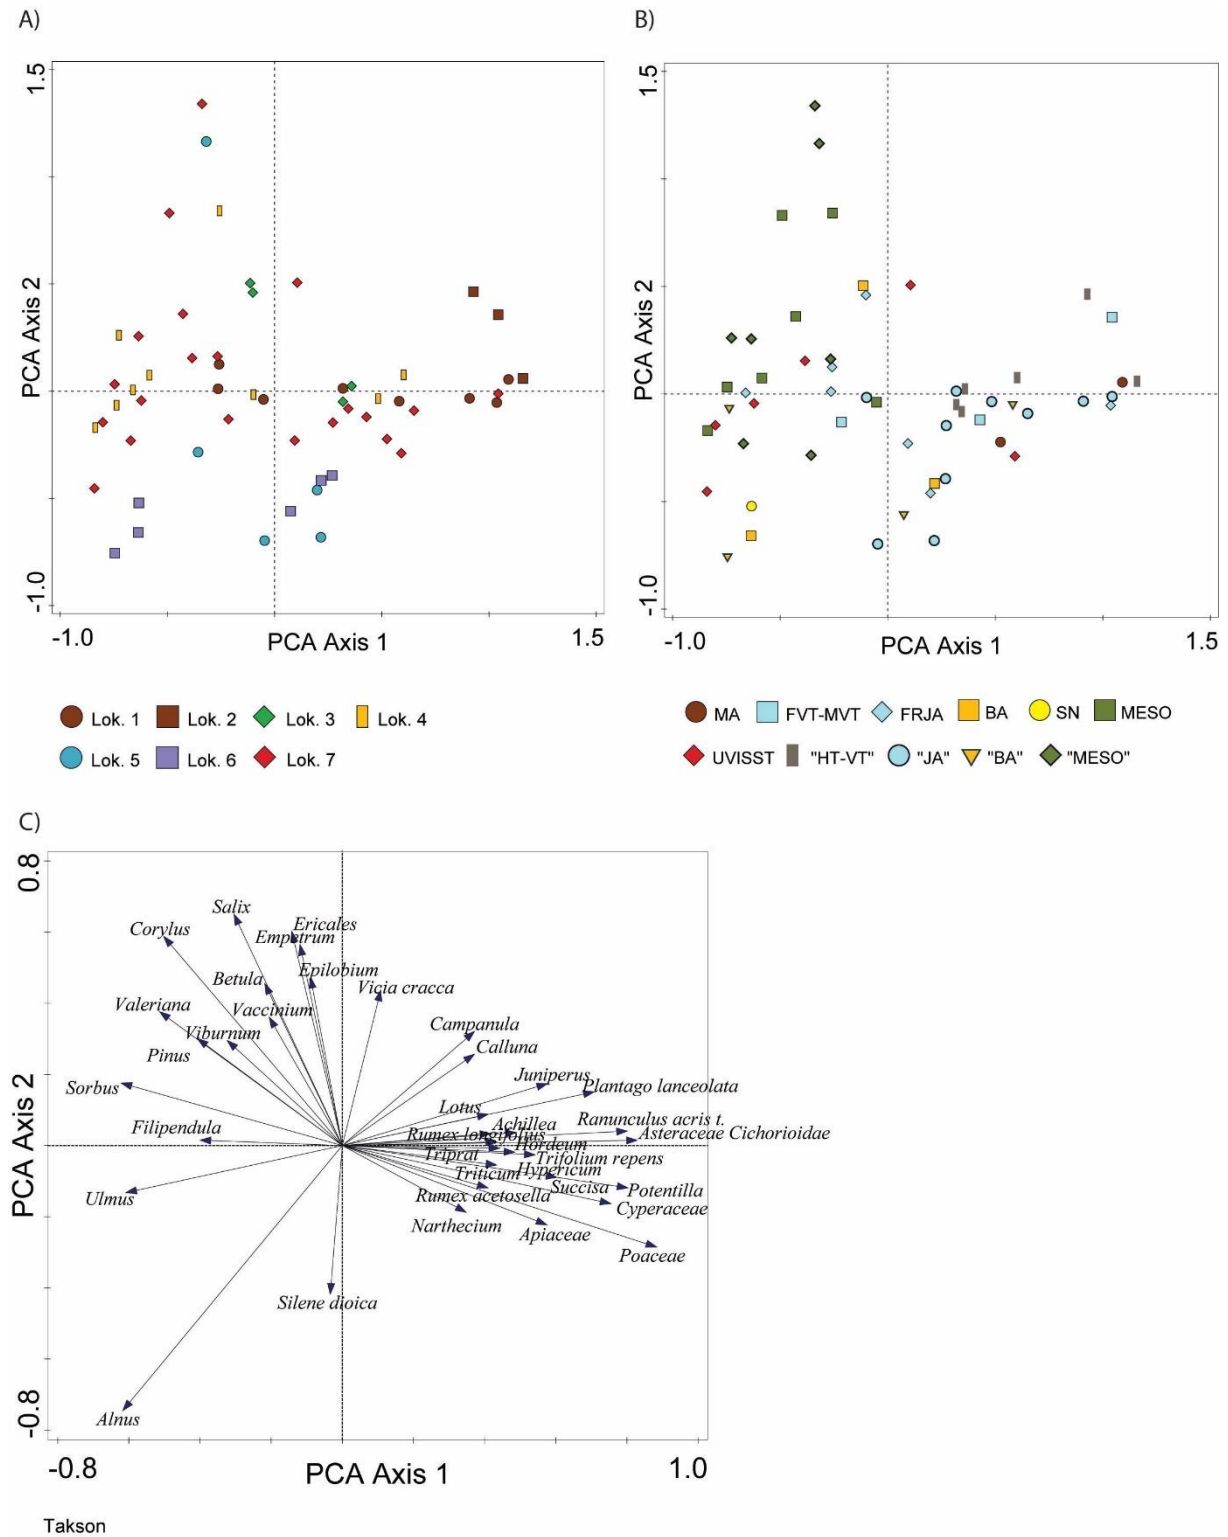 A)
1.5
PCA Axis 2
-1.0
-1.0
PCA Axis 1
1.5
Lok. 1
Lok. 2
Lok. 3
Lok. 4
Lok. 5
Lok. 6
Lok. 7
B)
1.5
PCA Axis 2
-1.0
-1.0
PCA Axis 1
1.5
MA
FVT-MVT
FRJA
BA
SN
MESO
UVISST
"HT-VT"
"JA"
"BA"
"MESO"
C)
0.8
PCA Axis 2
-0.8
-0.8
PCA Axis 1
1.0
Salix
Corylus
Ericales
Empetrum
Betula
Epilobium
Vicia cracca
Valeriana
Vaccinium
Viburnum
Pinus
Campanula
Calluna
Sorbus
Juniperus
Plantago lanceolata
Lotus
Filipendula
Achillea
Ranunculus acris t.
Rumex longifolius
Asteraceae Cichorioidae
Hordeum
Triprat
Trifolium repens
Triticum
Hypericum
Ulmus
Rumex acetosella
Succisa
Potentilla
Cyperaceae
Narthecium
Apiaceae
Poaceae
Silene dioica
Alnus
Takson